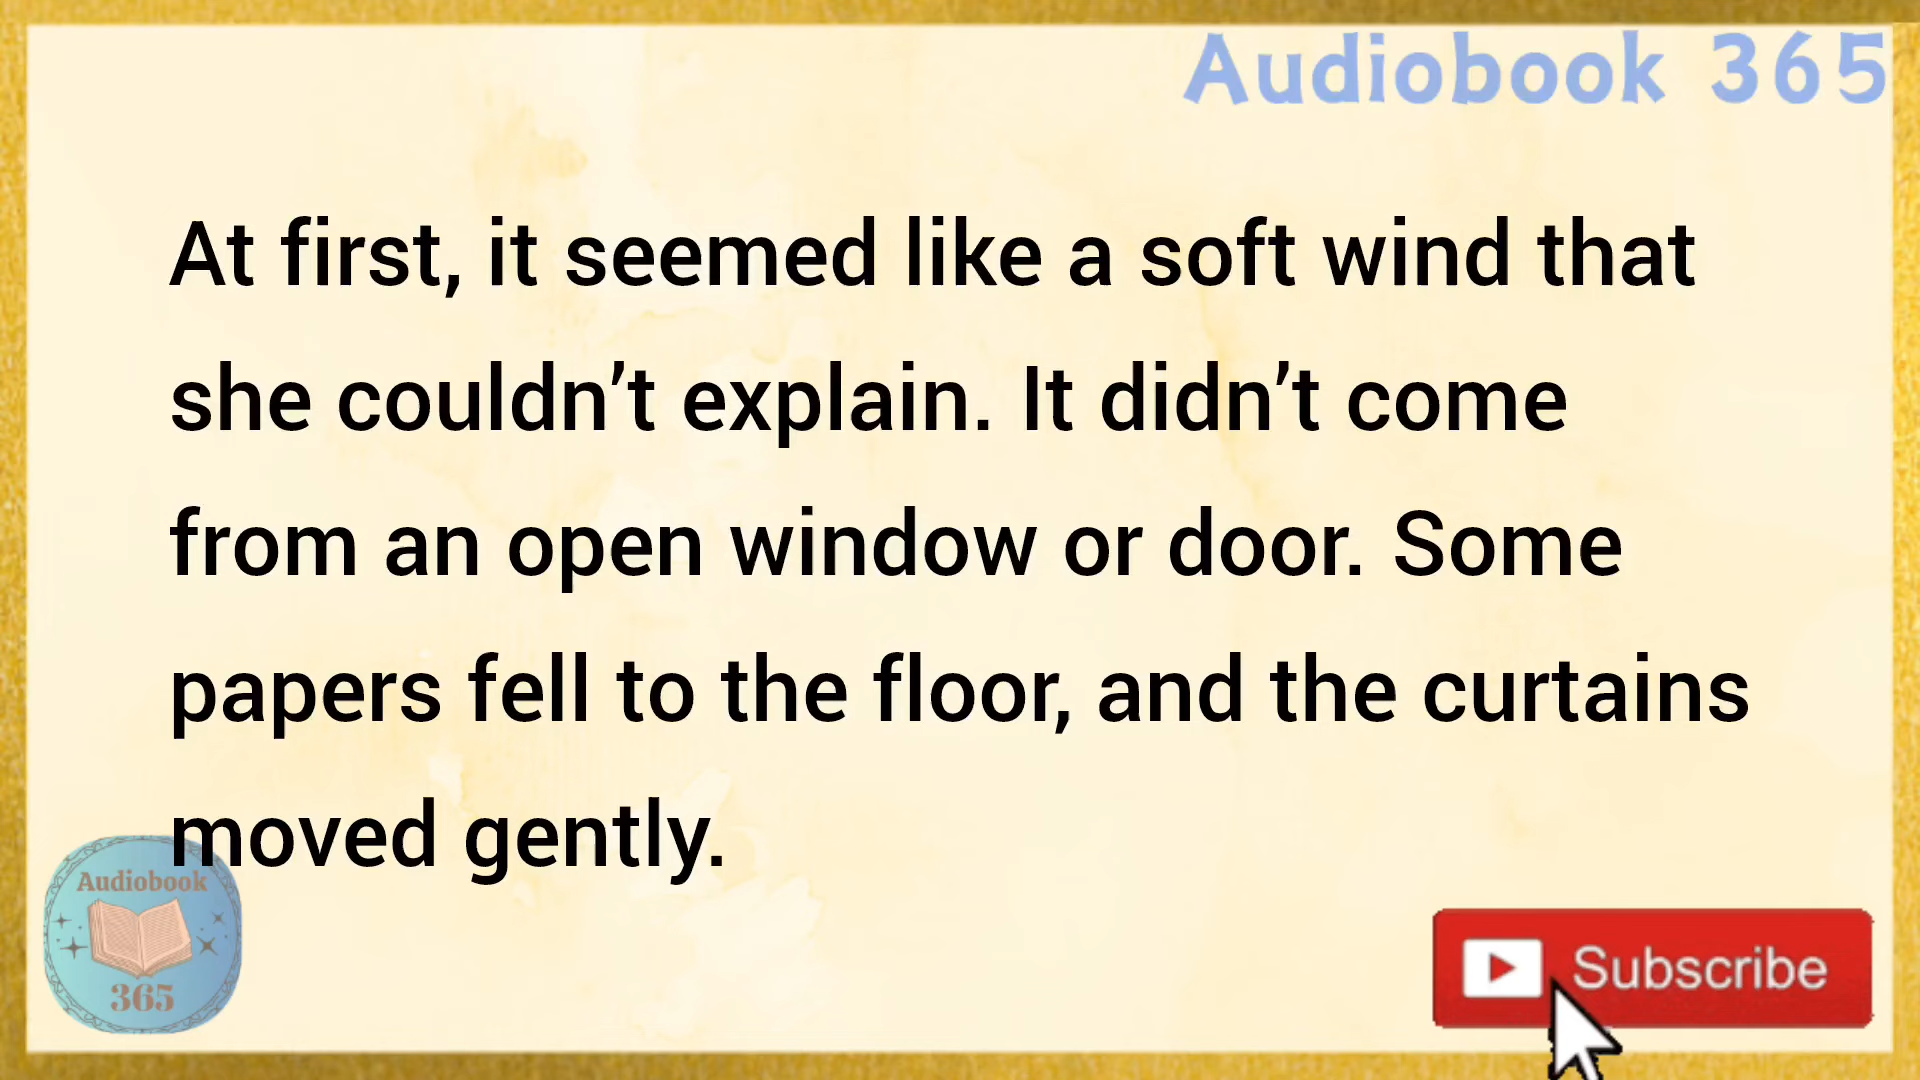 Audiobook 365
At first, it seemed like a soft wind that
she couldn’t explain. It didn’t come
from an open window or door. Some
papers fell to the floor, and the curtains
moved gently.
Audiobook
365
Subscribe